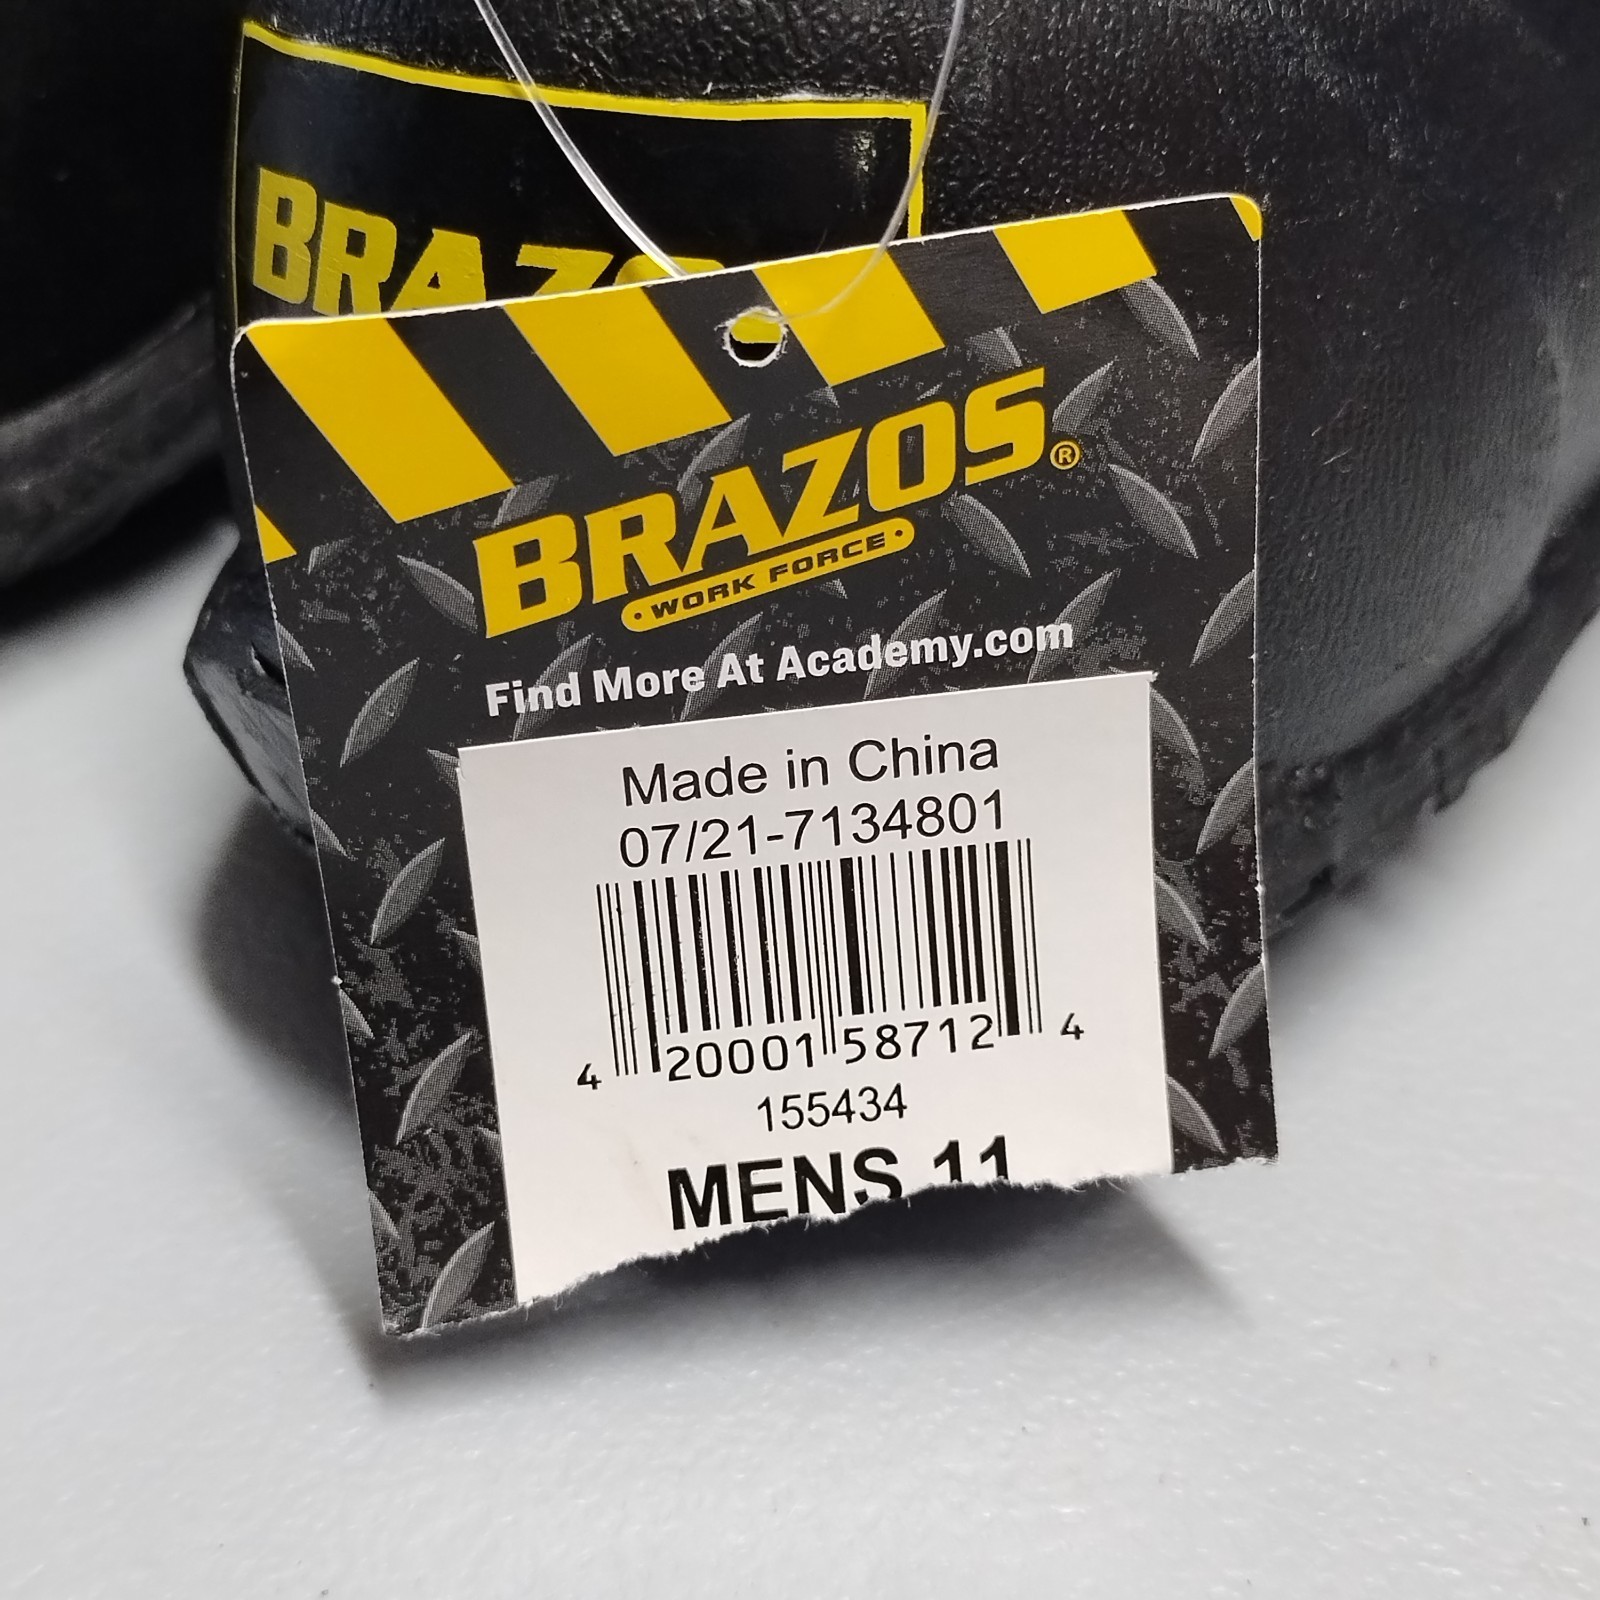 BRAZO
BRAZOS®
• WORK FORCE •
Find More At Academy.com
Made in China
07/21-7134801
4 20001 58712 4
155434
MENS 11